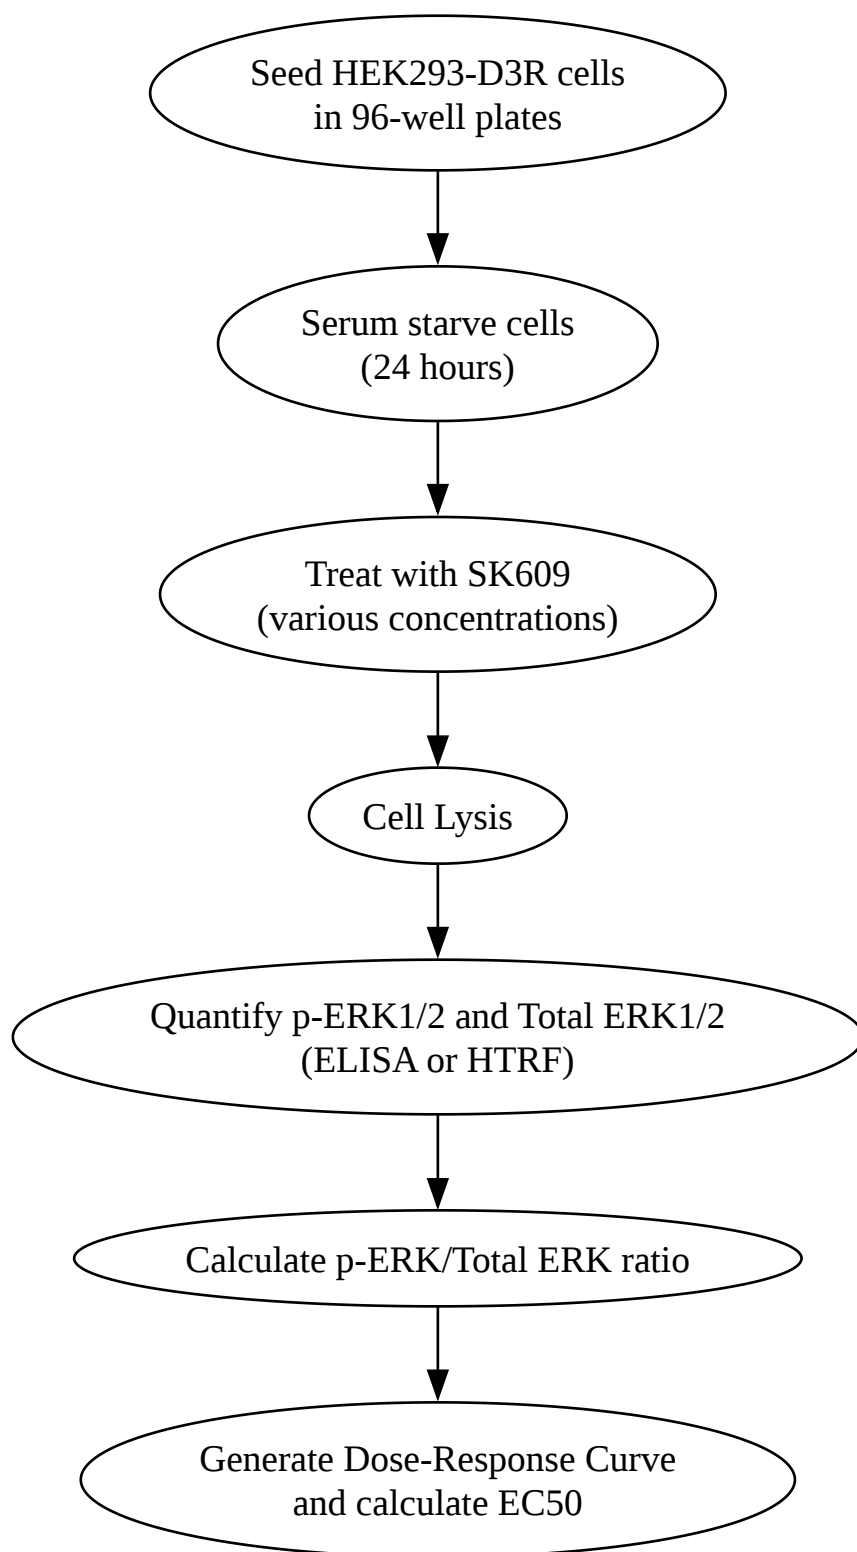 Seed HEK293-D3R cells
in 96-well plates
Serum starve cells
(24 hours)
Treat with SK609
(various concentrations)
Cell Lysis
Quantify p-ERK1/2 and Total ERK1/2
(ELISA or HTRF)
Calculate p-ERK/Total ERK ratio
Generate Dose-Response Curve
and calculate EC50